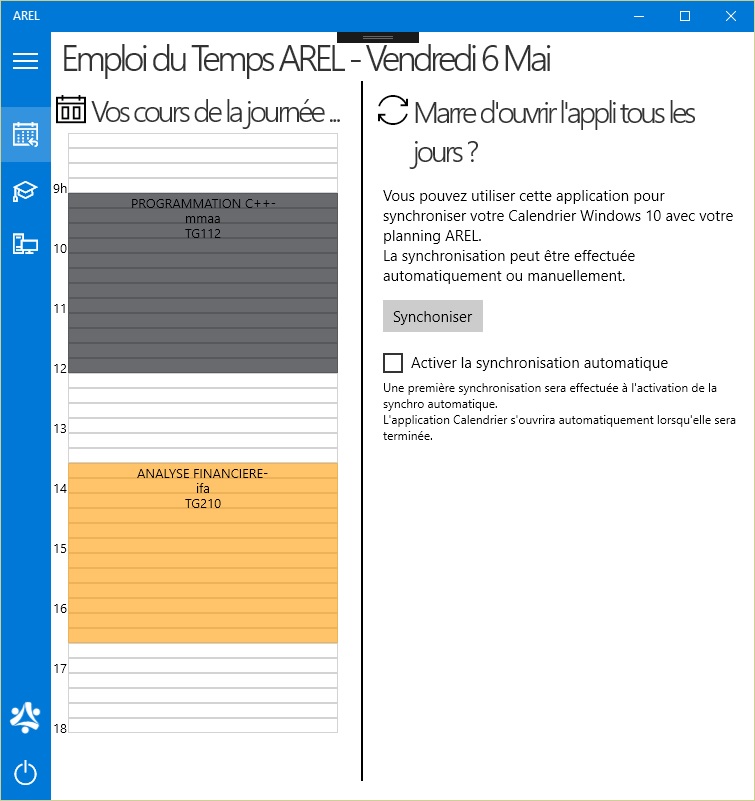 AREL
Emploi du Temps AREL - Vendredi 6 Mai
Vos cours de la journée ...
9h
PROGRAMMATION C++-
mmaa
TG112
10
11
12
13
ANALYSE FINANCIERE-
ifa
TG210
14
15
16
17
18
Marre d'ouvrir l'appli tous les
jours ?
Vous pouvez utiliser cette application pour
synchroniser votre Calendrier Windows 10 avec votre
planning AREL.
La synchronisation peut être effectuée
automatiquement ou manuellement.
Synchoniser
Activer la synchronisation automatique
Une première synchronisation sera effectuée à l'activation de la
synchro automatique.
L'application Calendrier s'ouvrira automatiquement lorsqu'elle sera
terminée.